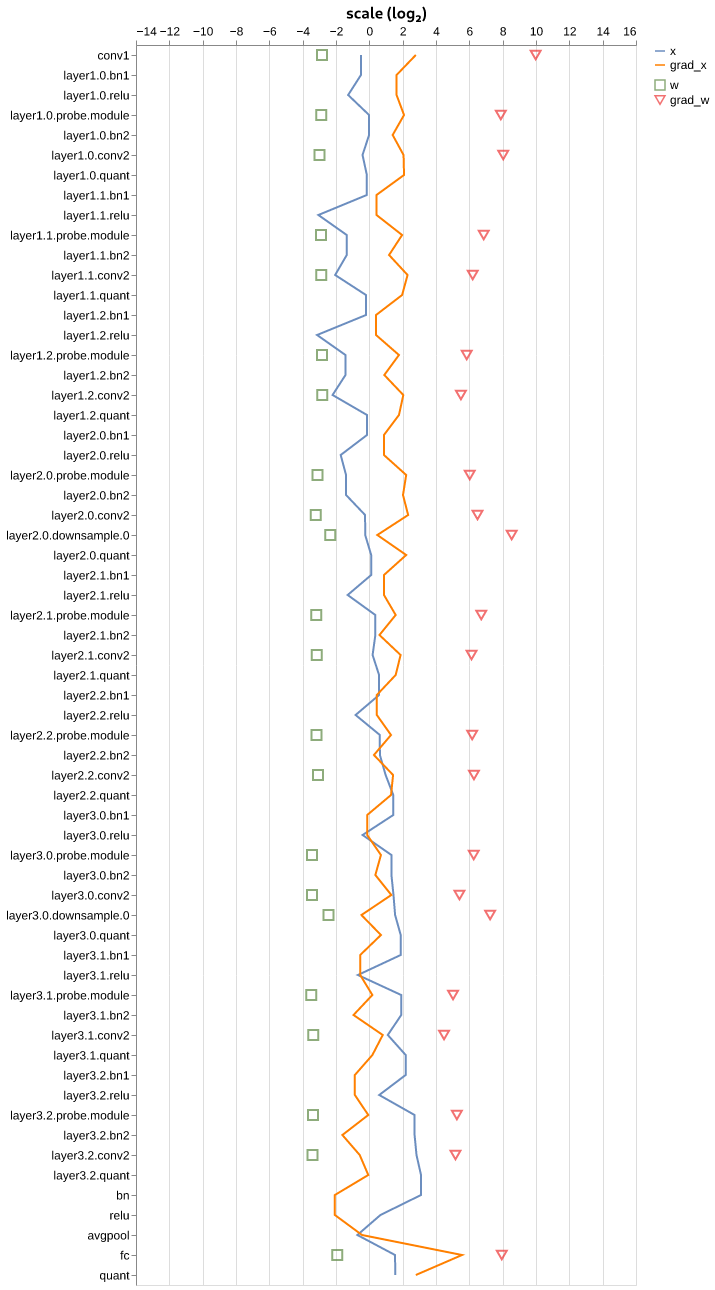 scale (log₂)
−14 −12 −10 −8 −6 −4 −2 0 2 4 6 8 10 12 14 16
x
grad_x
w
grad_w
conv1
layer1.0.bn1
layer1.0.relu
layer1.0.probe.module
layer1.0.bn2
layer1.0.conv2
layer1.0.quant
layer1.1.bn1
layer1.1.relu
layer1.1.probe.module
layer1.1.bn2
layer1.1.conv2
layer1.1.quant
layer1.2.bn1
layer1.2.relu
layer1.2.probe.module
layer1.2.bn2
layer1.2.conv2
layer1.2.quant
layer2.0.bn1
layer2.0.relu
layer2.0.probe.module
layer2.0.bn2
layer2.0.conv2
layer2.0.downsample.0
layer2.0.quant
layer2.1.bn1
layer2.1.relu
layer2.1.probe.module
layer2.1.bn2
layer2.1.conv2
layer2.1.quant
layer2.2.bn1
layer2.2.relu
layer2.2.probe.module
layer2.2.bn2
layer2.2.conv2
layer2.2.quant
layer3.0.bn1
layer3.0.relu
layer3.0.probe.module
layer3.0.bn2
layer3.0.conv2
layer3.0.downsample.0
layer3.0.quant
layer3.1.bn1
layer3.1.relu
layer3.1.probe.module
layer3.1.bn2
layer3.1.conv2
layer3.1.quant
layer3.2.bn1
layer3.2.relu
layer3.2.probe.module
layer3.2.bn2
layer3.2.conv2
layer3.2.quant
bn
relu
avgpool
fc
quant